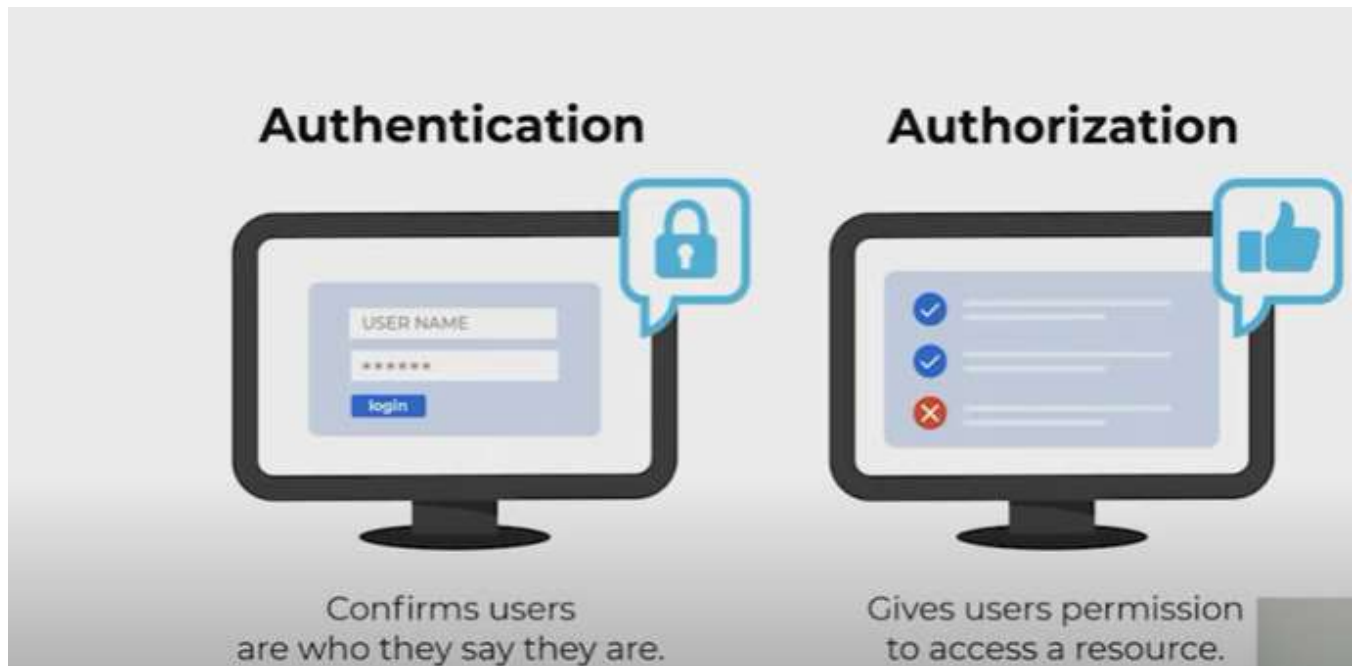 Authentication
Authorization
USER NAME
******
login
Confirms users
are who they say they are.
Gives users permission
to access a resource.